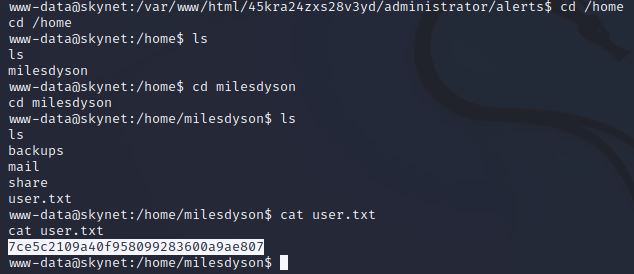 www-data@skynet:/var/www/html/45kra24zxs28v3yd/administrator/alerts$ cd /home
cd /home
www-data@skynet:/home$ ls
ls
milesdyson
www-data@skynet:/home$ cd milesdyson
cd milesdyson
www-data@skynet:/home/milesdyson$ ls
ls
backups
mail
share
user.txt
www-data@skynet:/home/milesdyson$ cat user.txt
cat user.txt
7ce5c2109a40f958099283600a9ae807
www-data@skynet:/home/milesdyson$